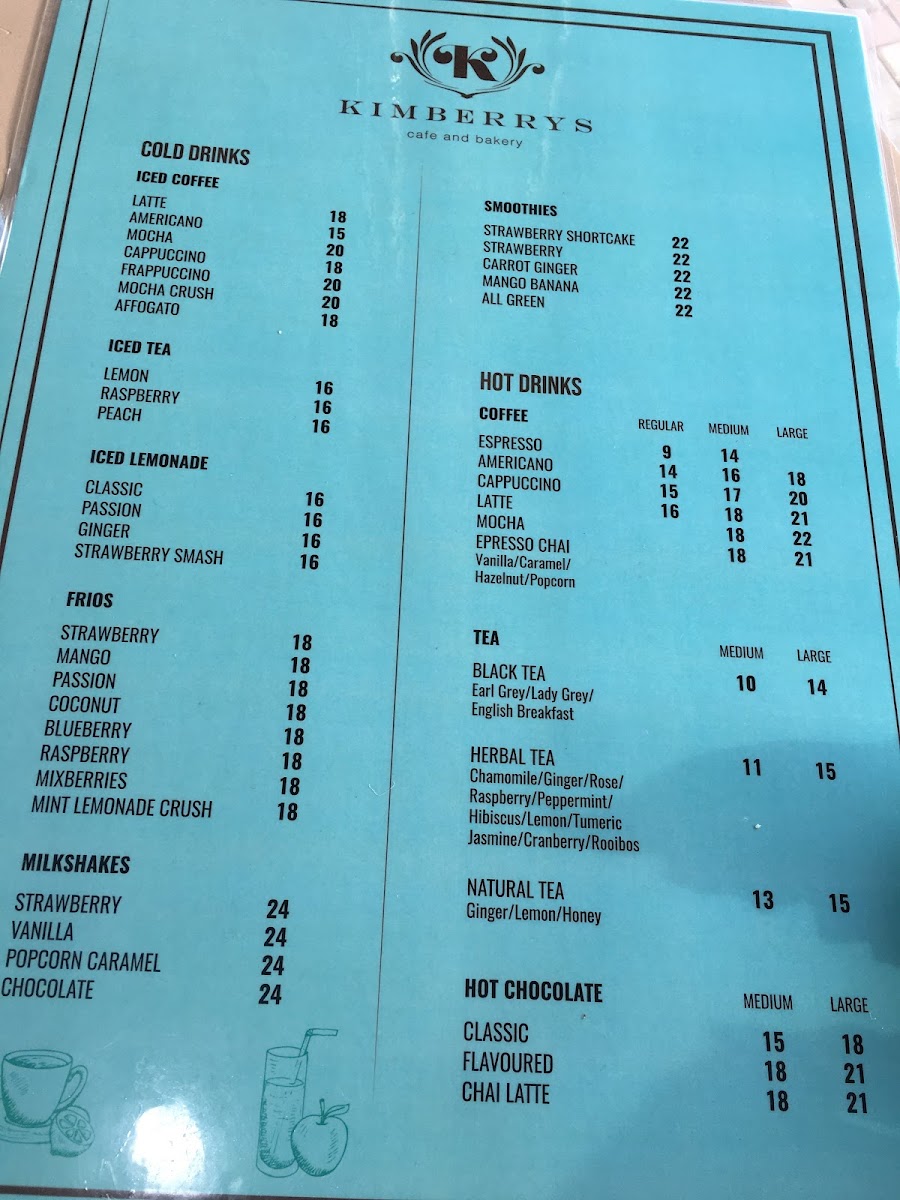 K
KIMBERRYS
cafe and bakery
COLD DRINKS
ICED COFFEE
LATTE 18
AMERICANO 15
MOCHA 20
CAPPUCCINO 18
FRAPPUCCINO 20
MOCHA CRUSH 20
AFFOGATO 18
ICED TEA
LEMON 16
RASPBERRY 16
PEACH 16
ICED LEMONADE
CLASSIC 16
PASSION 16
GINGER 16
STRAWBERRY SMASH 16
FRIOS
STRAWBERRY 18
MANGO 18
PASSION 18
COCONUT 18
BLUEBERRY 18
RASPBERRY 18
MIXBERRIES 18
MINT LEMONADE CRUSH 18
MILKSHAKES
STRAWBERRY 24
VANILLA 24
POPCORN CARAMEL 24
CHOCOLATE 24
SMOOTHIES
STRAWBERRY SHORTCAKE 22
STRAWBERRY 22
CARROT GINGER 22
MANGO BANANA 22
ALL GREEN 22
HOT DRINKS
COFFEE REGULAR MEDIUM LARGE
ESPRESSO 9 14
AMERICANO 14 16 18
CAPPUCCINO 15 17 20
LATTE 16 18 21
MOCHA 18 22
EPRESSO CHAI 18 21
Vanilla/Caramel/
Hazelnut/Popcorn
TEA MEDIUM LARGE
BLACK TEA 10 14
Earl Grey/Lady Grey/
English Breakfast
HERBAL TEA 11 15
Chamomile/Ginger/Rose/
Raspberry/Peppermint/
Hibiscus/Lemon/Tumeric
Jasmine/Cranberry/Rooibos
NATURAL TEA 13 15
Ginger/Lemon/Honey
HOT CHOCOLATE MEDIUM LARGE
CLASSIC 15 18
FLAVOURED 18 21
CHAI LATTE 18 21